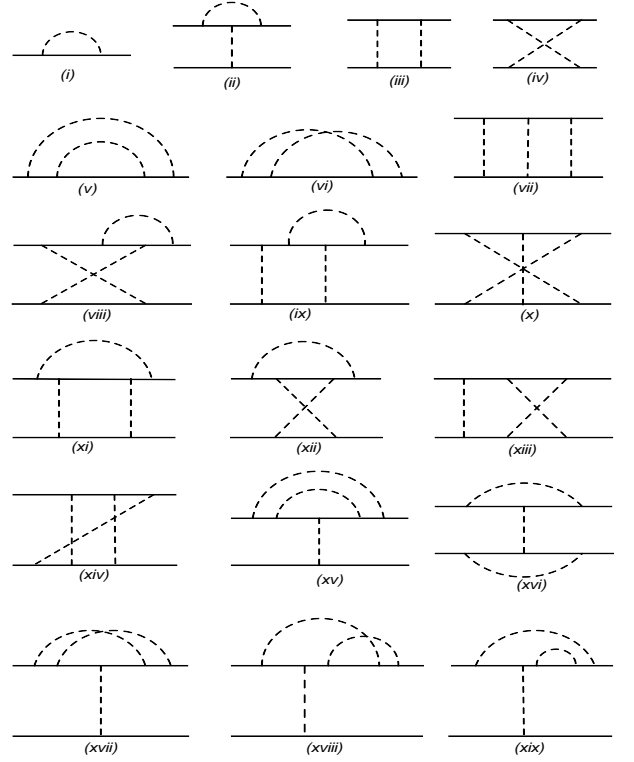 (i) (ii) (iii) (iv)
(v) (vi) (vii)
(viii) (ix) (x)
(xi) (xii) (xiii)
(xiv) (xv) (xvi)
(xvii) (xviii) (xix)